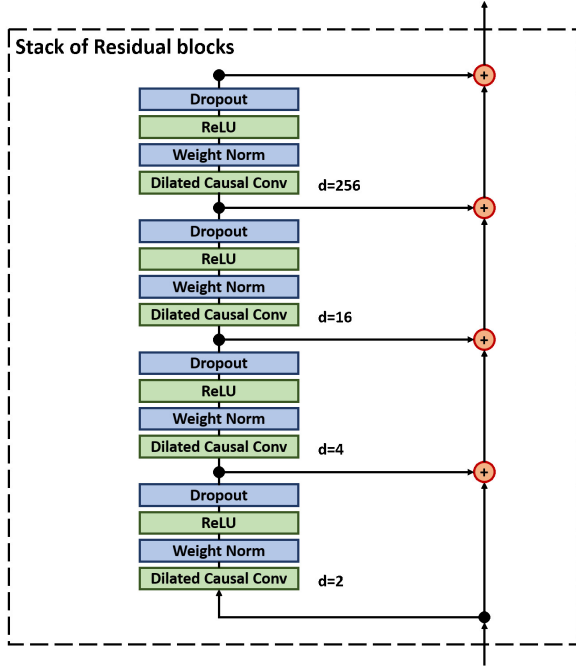 Stack of Residual blocks
+
Dropout
ReLU
Weight Norm
Dilated Causal Conv d=256
+
Dropout
ReLU
Weight Norm
Dilated Causal Conv d=16
+
Dropout
ReLU
Weight Norm
Dilated Causal Conv d=4
+
Dropout
ReLU
Weight Norm
Dilated Causal Conv d=2